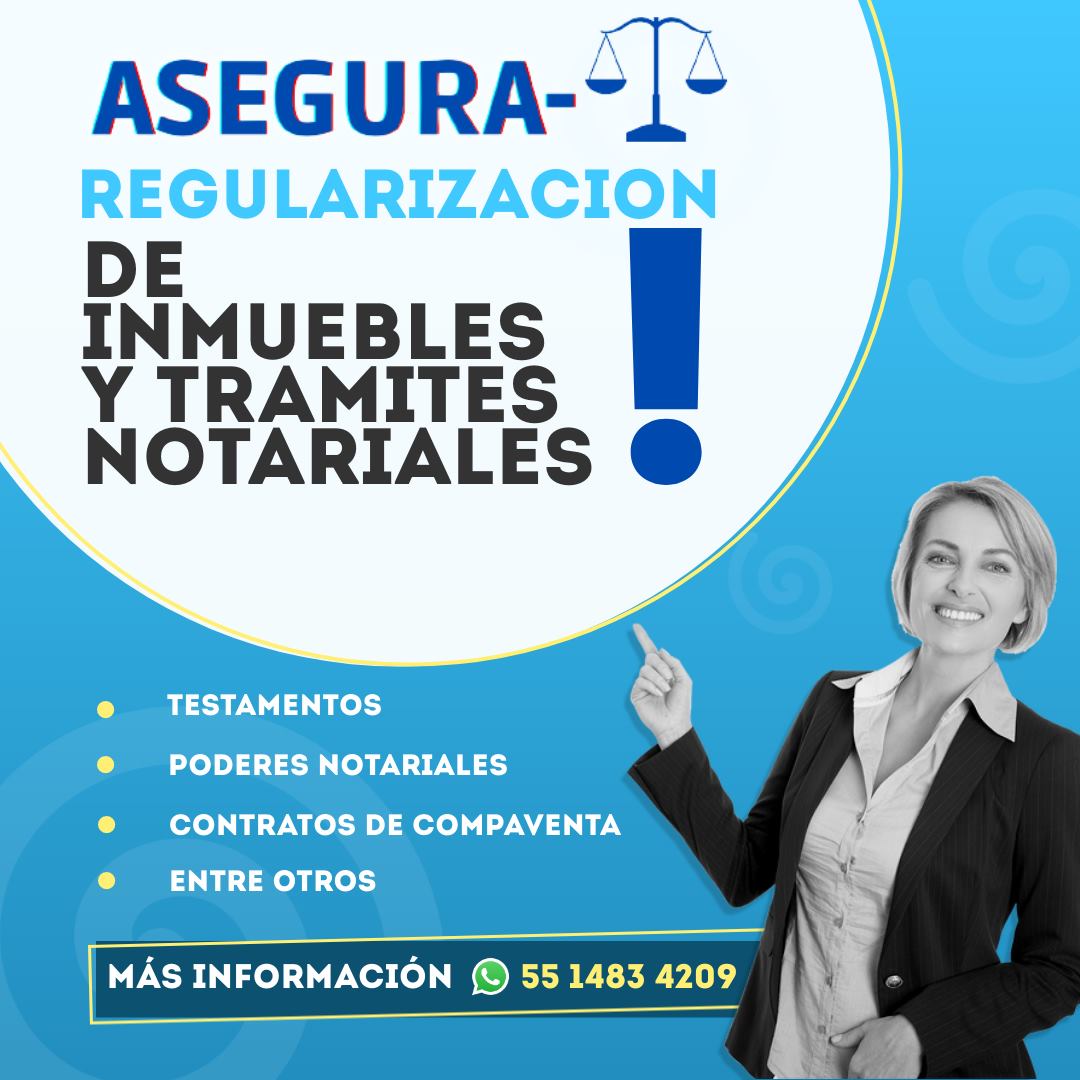 ASEGURA-
REGULARIZACION
DE
INMUEBLES
Y TRAMITES
NOTARIALES
!
TESTAMENTOS
PODERES NOTARIALES
CONTRATOS DE COMPAVENTA
ENTRE OTROS
MÁS INFORMACIÓN 55 1483 4209